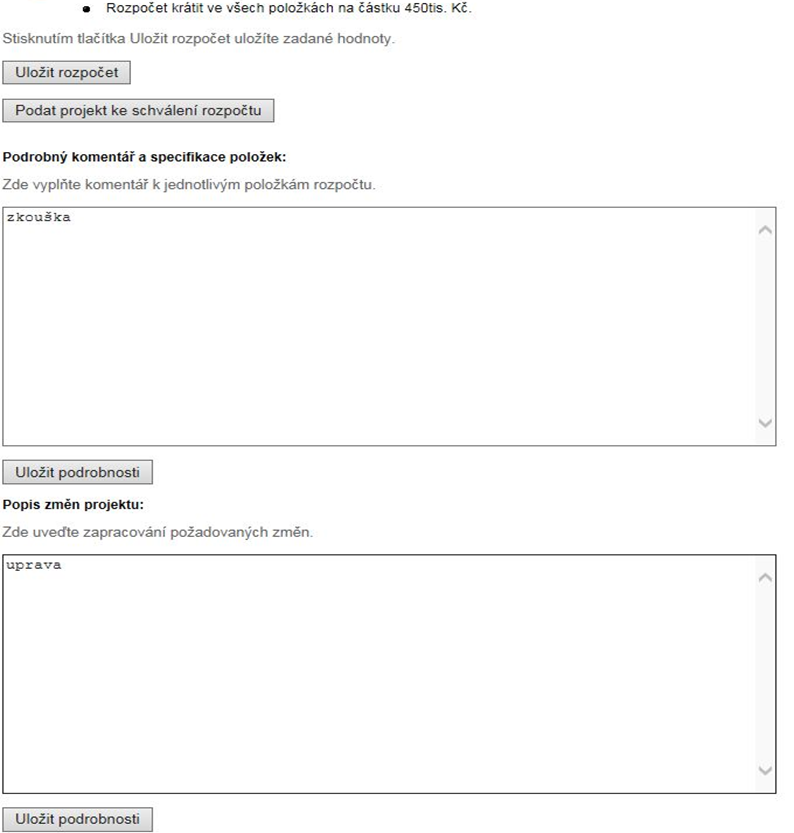 • Rozpočet krátit ve všech položkách na částku 450tis. Kč.
Stisknutím tlačítka Uložit rozpočet uložíte zadané hodnoty.
Uložit rozpočet
Podat projekt ke schválení rozpočtu
Podrobný komentář a specifikace položek:
Zde vyplňte komentář k jednotlivým položkám rozpočtu.
zkouška
Uložit podrobnosti
Popis změn projektu:
Zde uveďte zapracování požadovaných změn.
uprava
Uložit podrobnosti